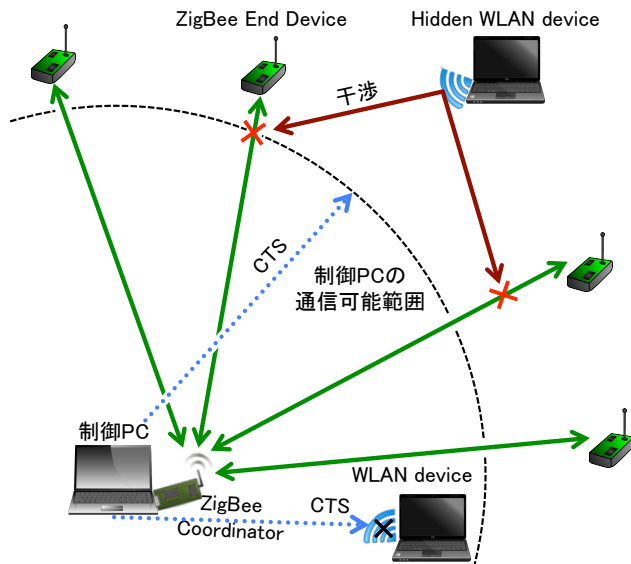 ZigBee End Device
Hidden WLAN device
干渉
CTS
制御PCの
通信可能範囲
制御PC
WLAN device
ZigBee
Coordinator
CTS